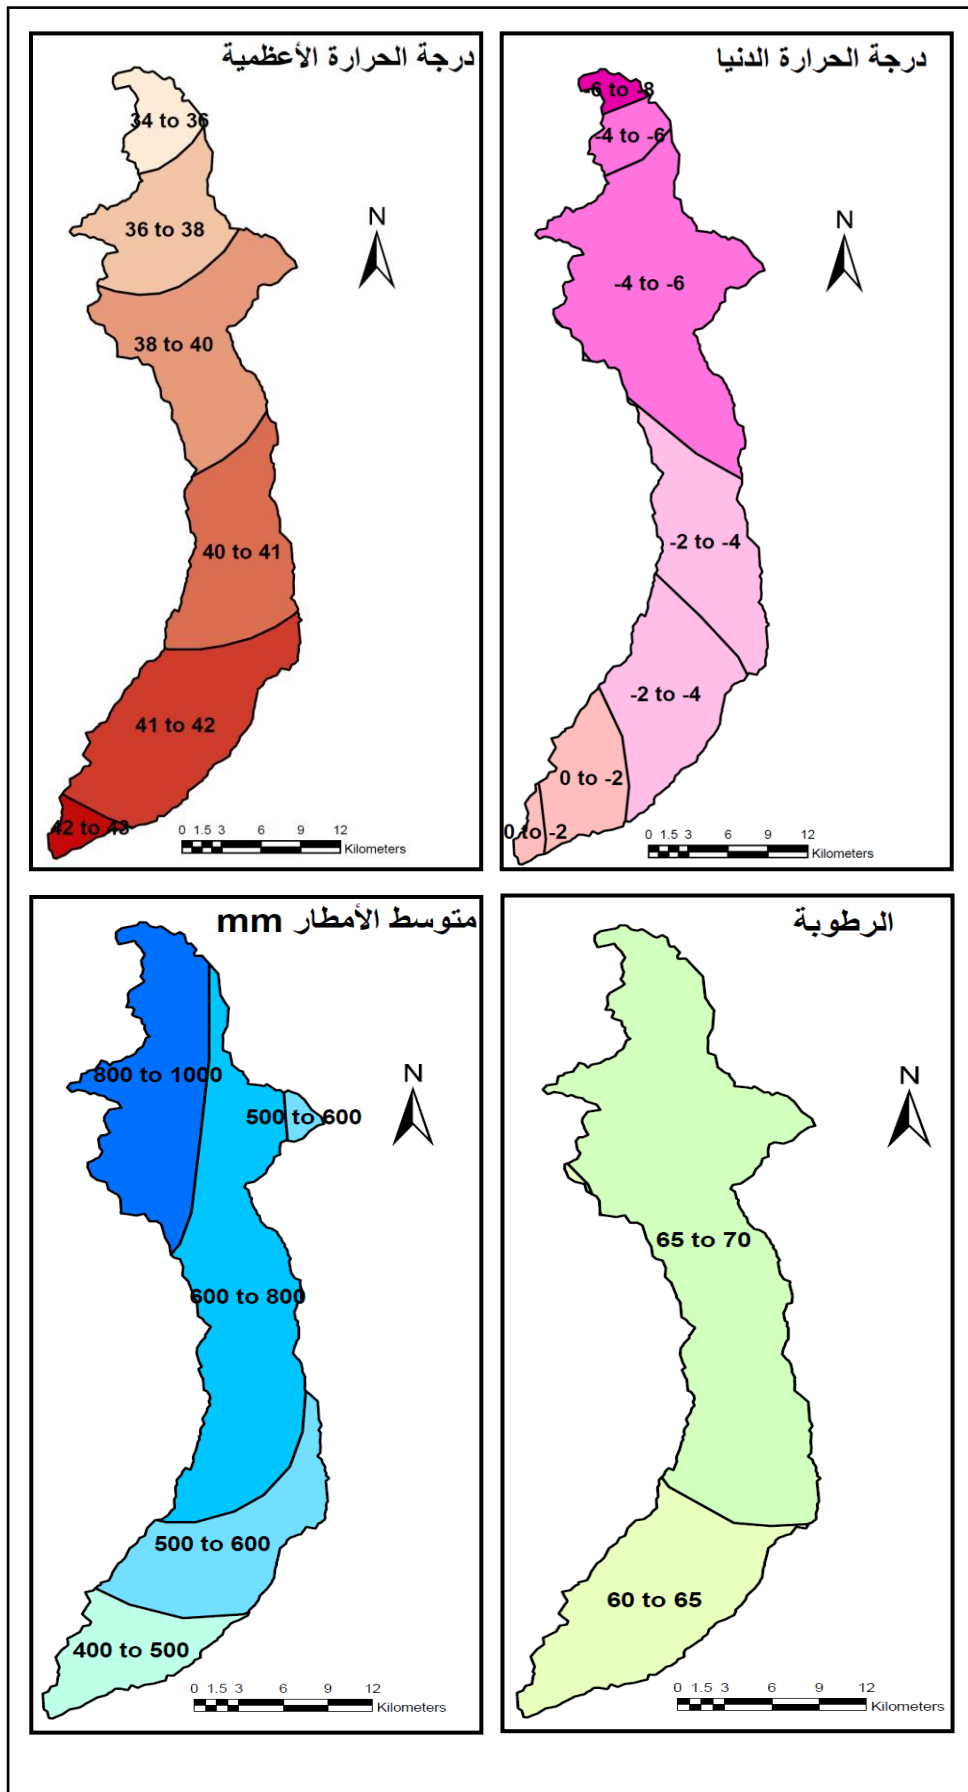 درجة الحرارة الأعظمية
34 to 36
36 to 38
N
38 to 40
40 to 41
41 to 42
42 to 43
0 1.5 3 6 9 12
Kilometers
درجة الحرارة الدنيا
-6 to -8
-4 to -6
N
-4 to -6
-2 to -4
-2 to -4
0 to -2
0 to -2
0 1.5 3 6 9 12
Kilometers
متوسط الأمطار mm
800 to 1000
N
500 to 600
600 to 800
500 to 600
400 to 500
0 1.5 3 6 9 12
Kilometers
الرطوبة
N
65 to 70
60 to 65
0 1.5 3 6 9 12
Kilometers